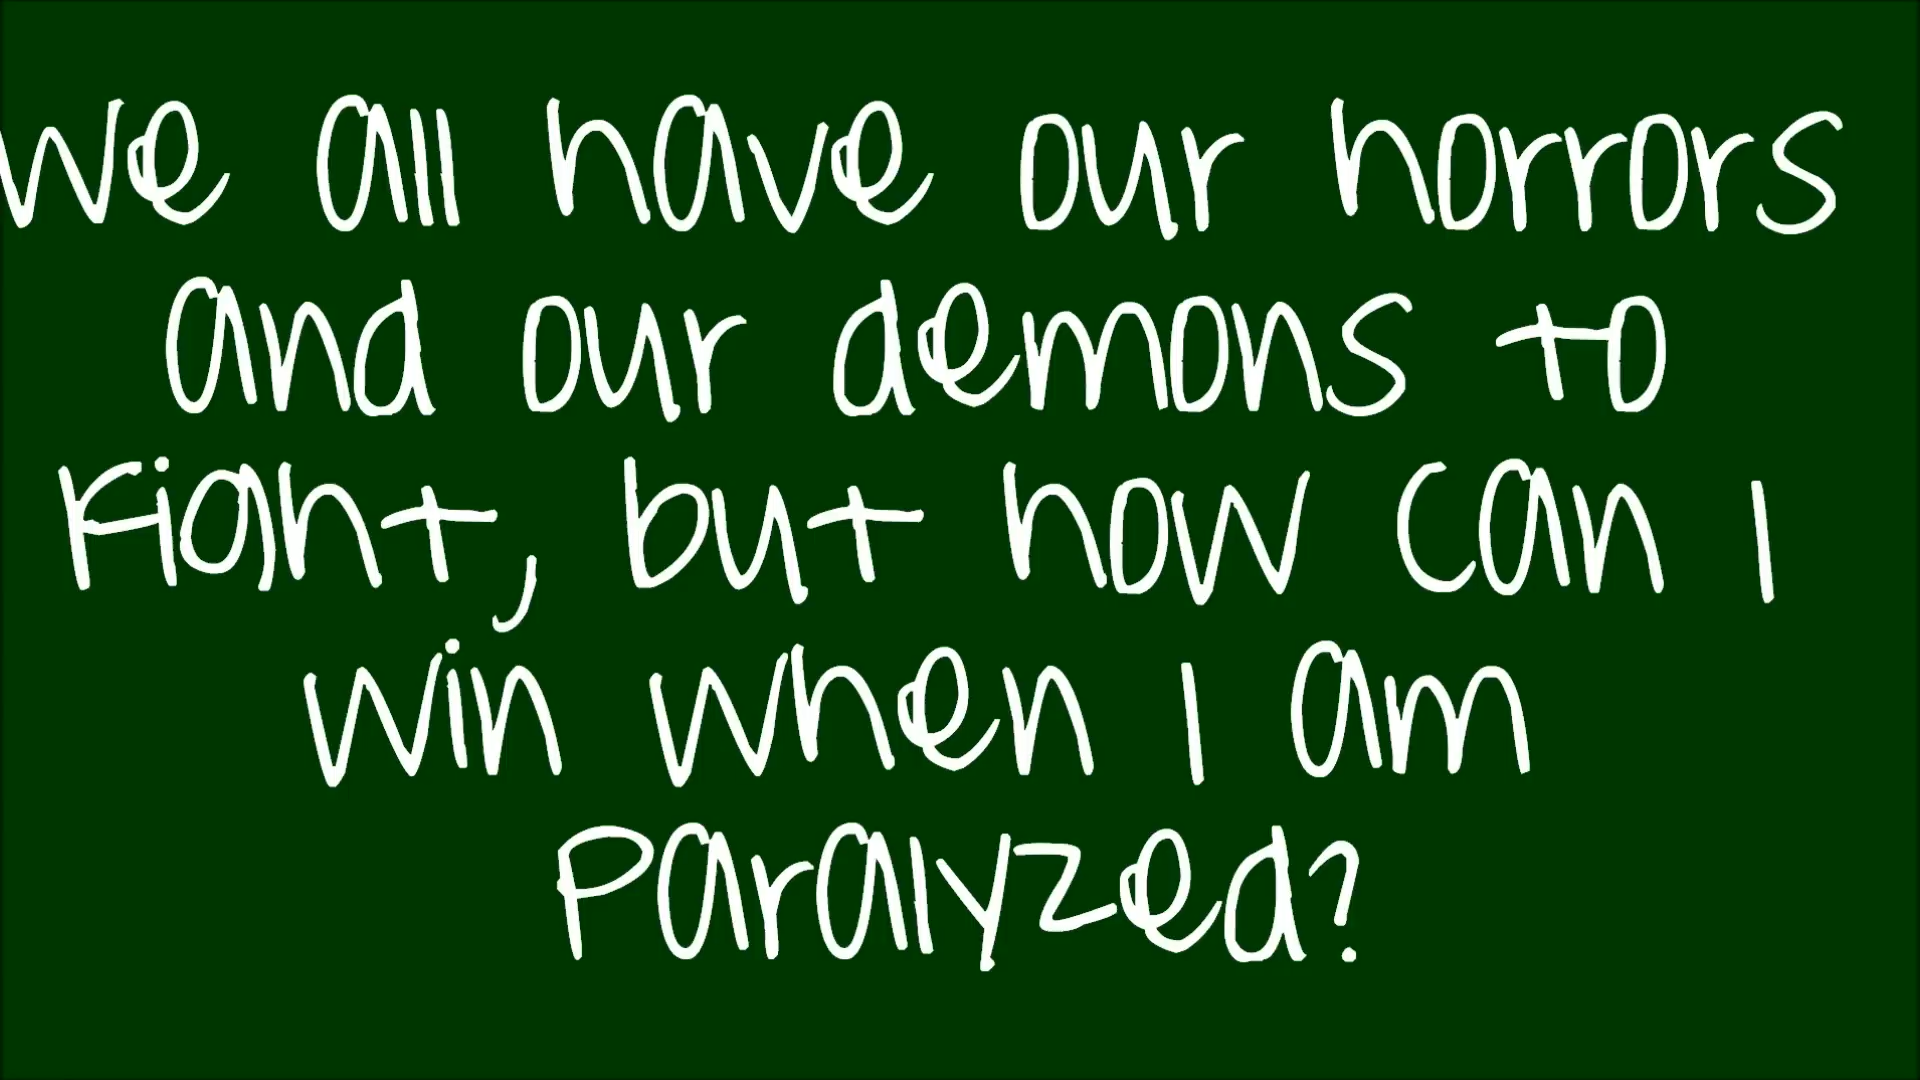 We all have our horrors
and our demons to
Fight, but how can I
win when I am
paralyzed?